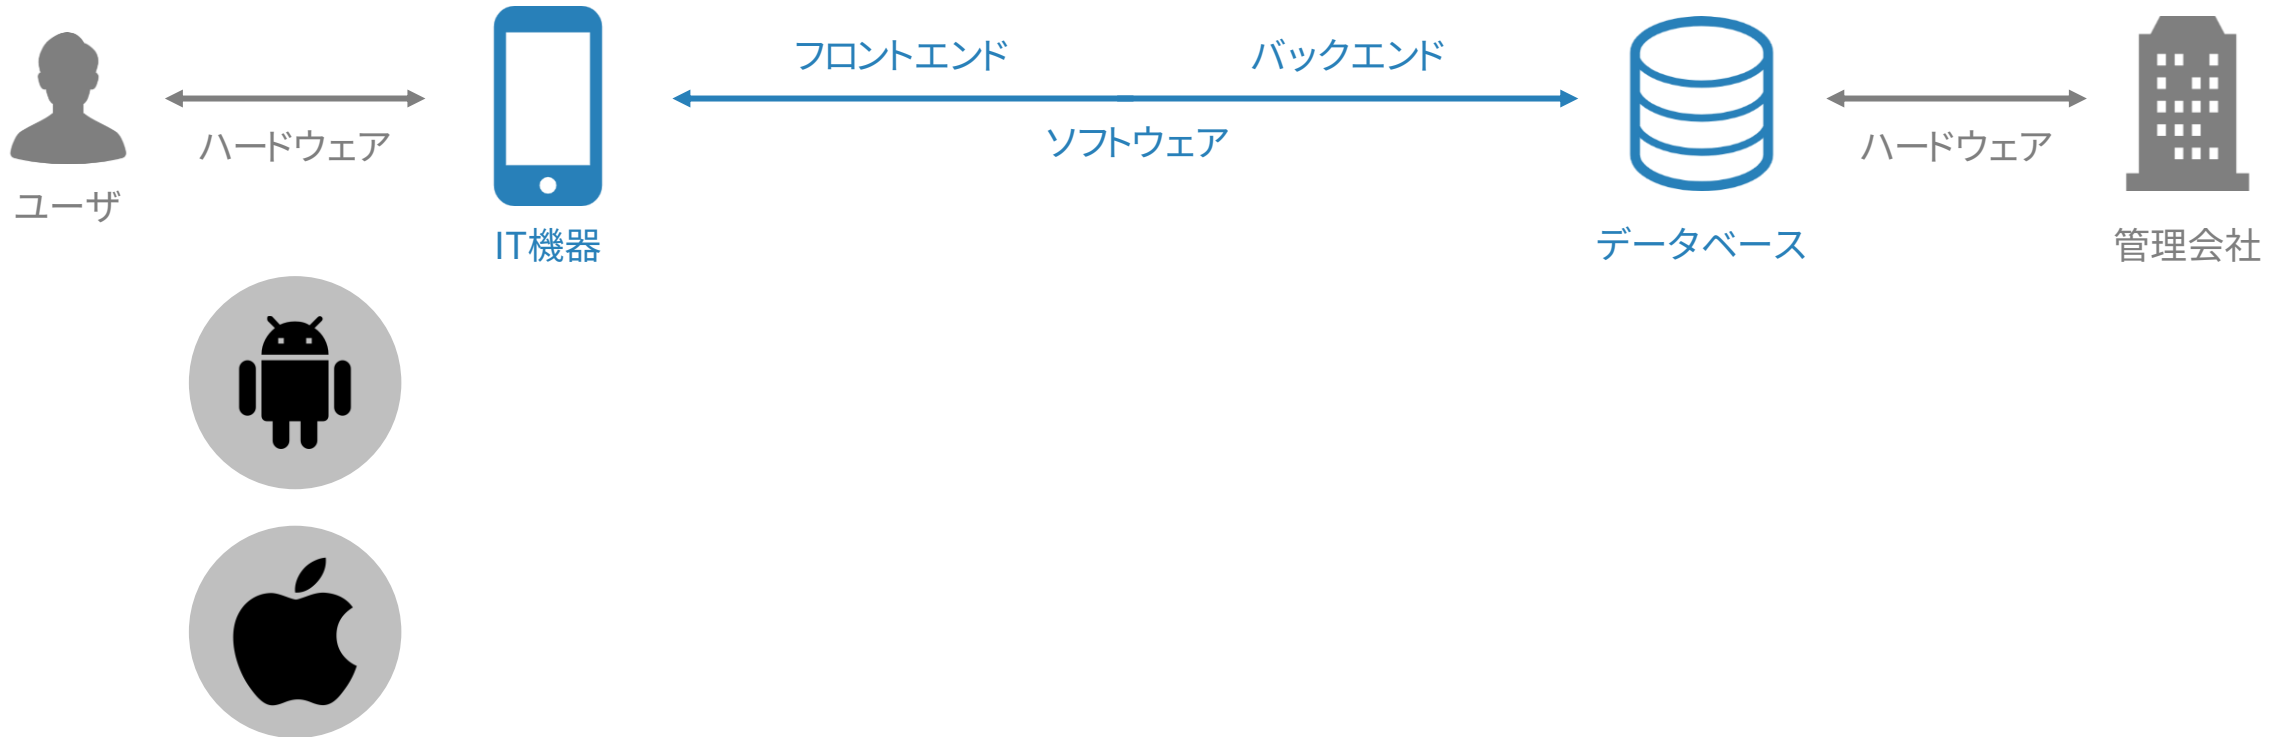 フロントエンド
バックエンド
ハードウェア
ソフトウェア
ハードウェア
ユーザ
IT機器
データベース
管理会社